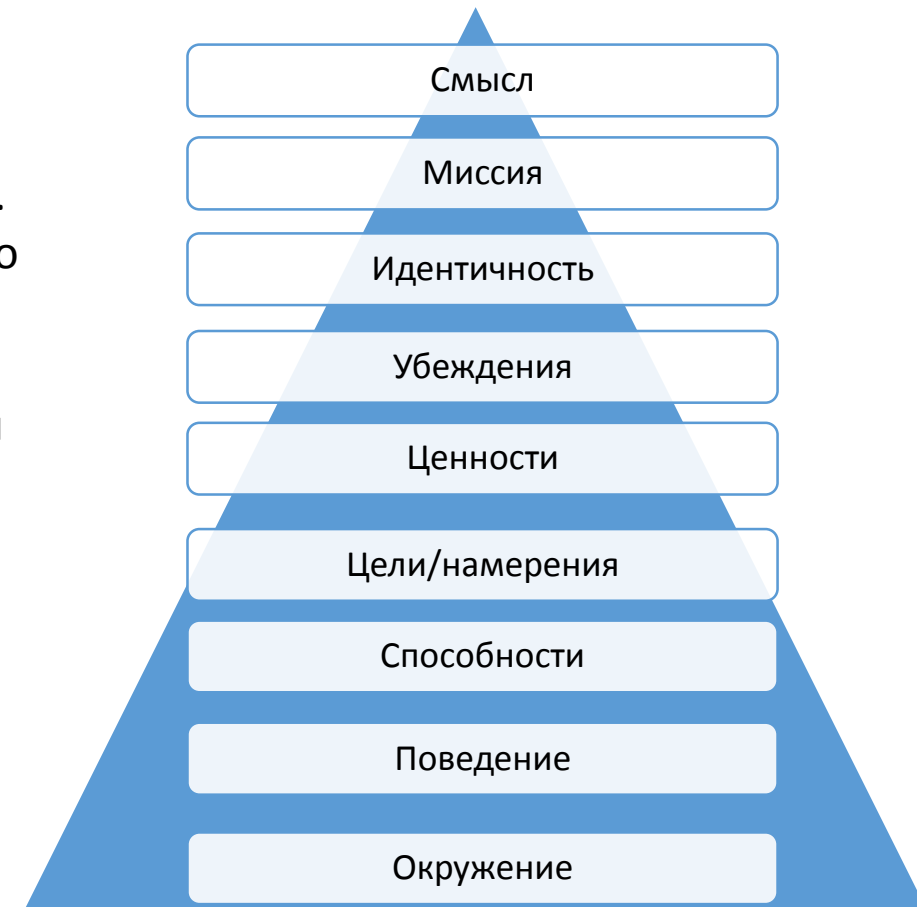 Смысл
Миссия
Идентичность
Убеждения
Ценности
Цели/намерения
Способности
Поведение
Окружение